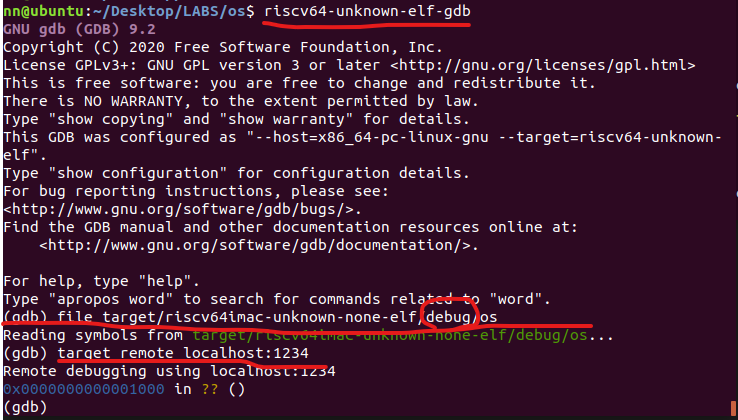 nn@ubuntu:~/Desktop/LABS/os$ riscv64-unknown-elf-gdb
GNU gdb (GDB) 9.2
Copyright (C) 2020 Free Software Foundation, Inc.
License GPLv3+: GNU GPL version 3 or later <http://gnu.org/licenses/gpl.html>
This is free software: you are free to change and redistribute it.
There is NO WARRANTY, to the extent permitted by law.
Type "show copying" and "show warranty" for details.
This GDB was configured as "--host=x86_64-pc-linux-gnu --target=riscv64-unknown-
elf".
Type "show configuration" for configuration details.
For bug reporting instructions, please see:
<http://www.gnu.org/software/gdb/bugs/>.
Find the GDB manual and other documentation resources online at:
    <http://www.gnu.org/software/gdb/documentation/>.

For help, type "help".
Type "apropos word" to search for commands related to "word".
(gdb) file target/riscv64imac-unknown-none-elf/debug/os
Reading symbols from target/riscv64imac-unknown-none-elf/debug/os...
(gdb) target remote localhost:1234
Remote debugging using localhost:1234
0x0000000000001000 in ?? ()
(gdb)